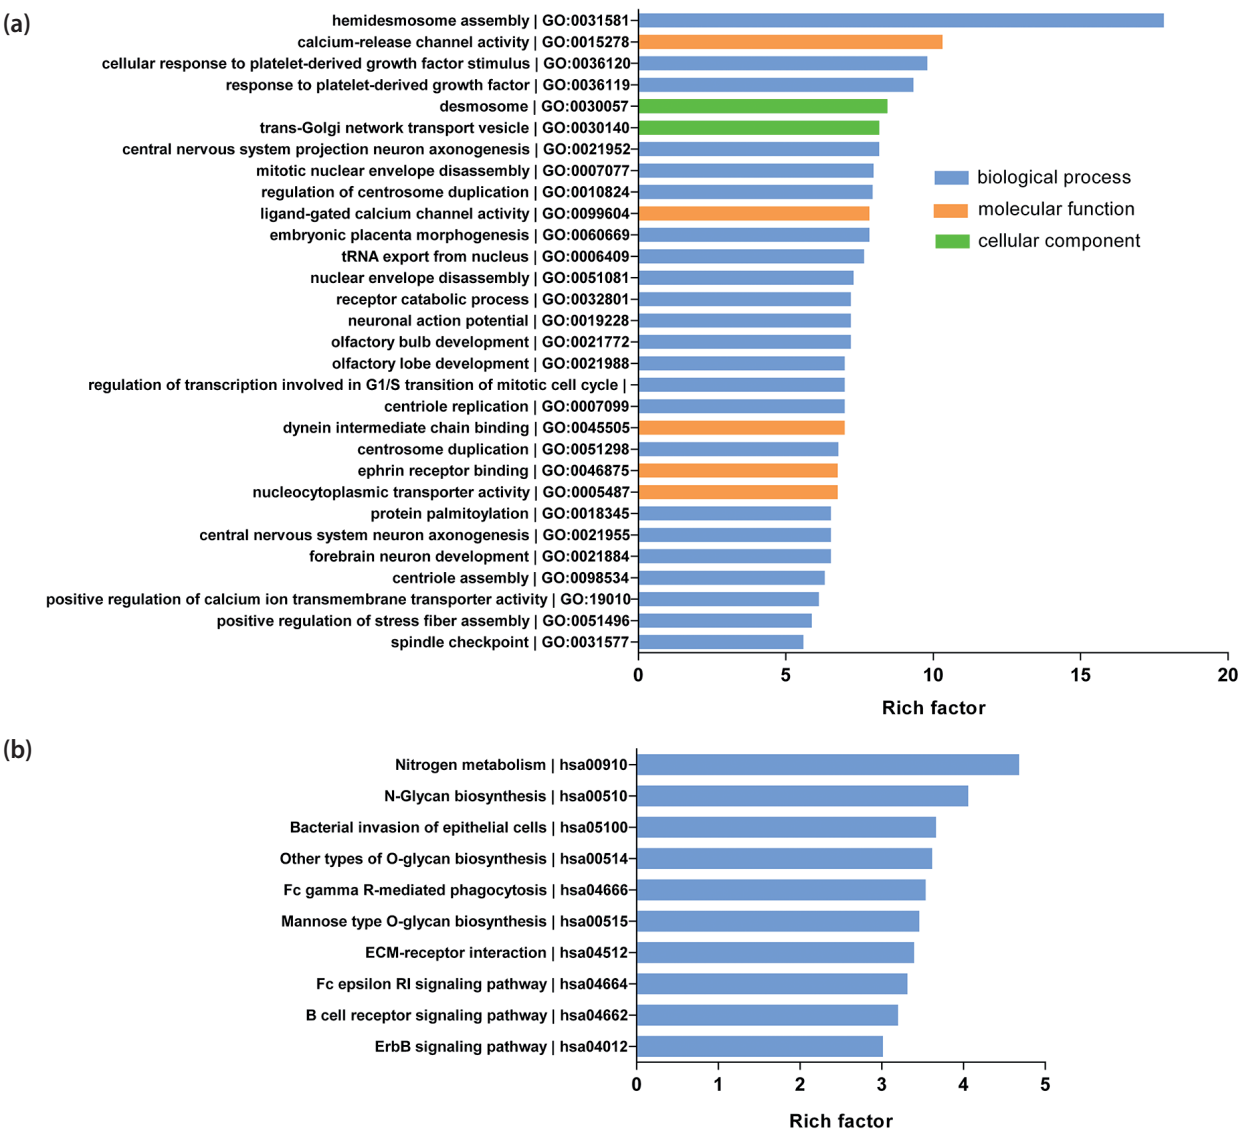 (a)
hemidesmosome assembly | GO:0031581
calcium-release channel activity | GO:0015278
cellular response to platelet-derived growth factor stimulus | GO:0036120
response to platelet-derived growth factor | GO:0036119
desmosome | GO:0030057
trans-Golgi network transport vesicle | GO:0030140
central nervous system projection neuron axonogenesis | GO:0021952
mitotic nuclear envelope disassembly | GO:0007077
regulation of centrosome duplication | GO:0010824
ligand-gated calcium channel activity | GO:0099604
embryonic placenta morphogenesis | GO:0060669
tRNA export from nucleus | GO:0006409
nuclear envelope disassembly | GO:0051081
receptor catabolic process | GO:0032801
neuronal action potential | GO:0019228
olfactory bulb development | GO:0021772
olfactory lobe development | GO:0021988
regulation of transcription involved in G1/S transition of mitotic cell cycle |
centriole replication | GO:0007099
dynein intermediate chain binding | GO:0045505
centrosome duplication | GO:0051298
ephrin receptor binding | GO:0046875
nucleocytoplasmic transporter activity | GO:0005487
protein palmitoylation | GO:0018345
central nervous system neuron axonogenesis | GO:0021955
forebrain neuron development | GO:0021884
centriole assembly | GO:0098534
positive regulation of calcium ion transmembrane transporter activity | GO:19010
positive regulation of stress fiber assembly | GO:0051496
spindle checkpoint | GO:0031577
biological process
molecular function
cellular component
0 5 10 15 20
Rich factor
(b)
Nitrogen metabolism | hsa00910
N-Glycan biosynthesis | hsa00510
Bacterial invasion of epithelial cells | hsa05100
Other types of O-glycan biosynthesis | hsa00514
Fc gamma R-mediated phagocytosis | hsa04666
Mannose type O-glycan biosynthesis | hsa00515
ECM-receptor interaction | hsa04512
Fc epsilon RI signaling pathway | hsa04664
B cell receptor signaling pathway | hsa04662
ErbB signaling pathway | hsa04012
0 1 2 3 4 5
Rich factor